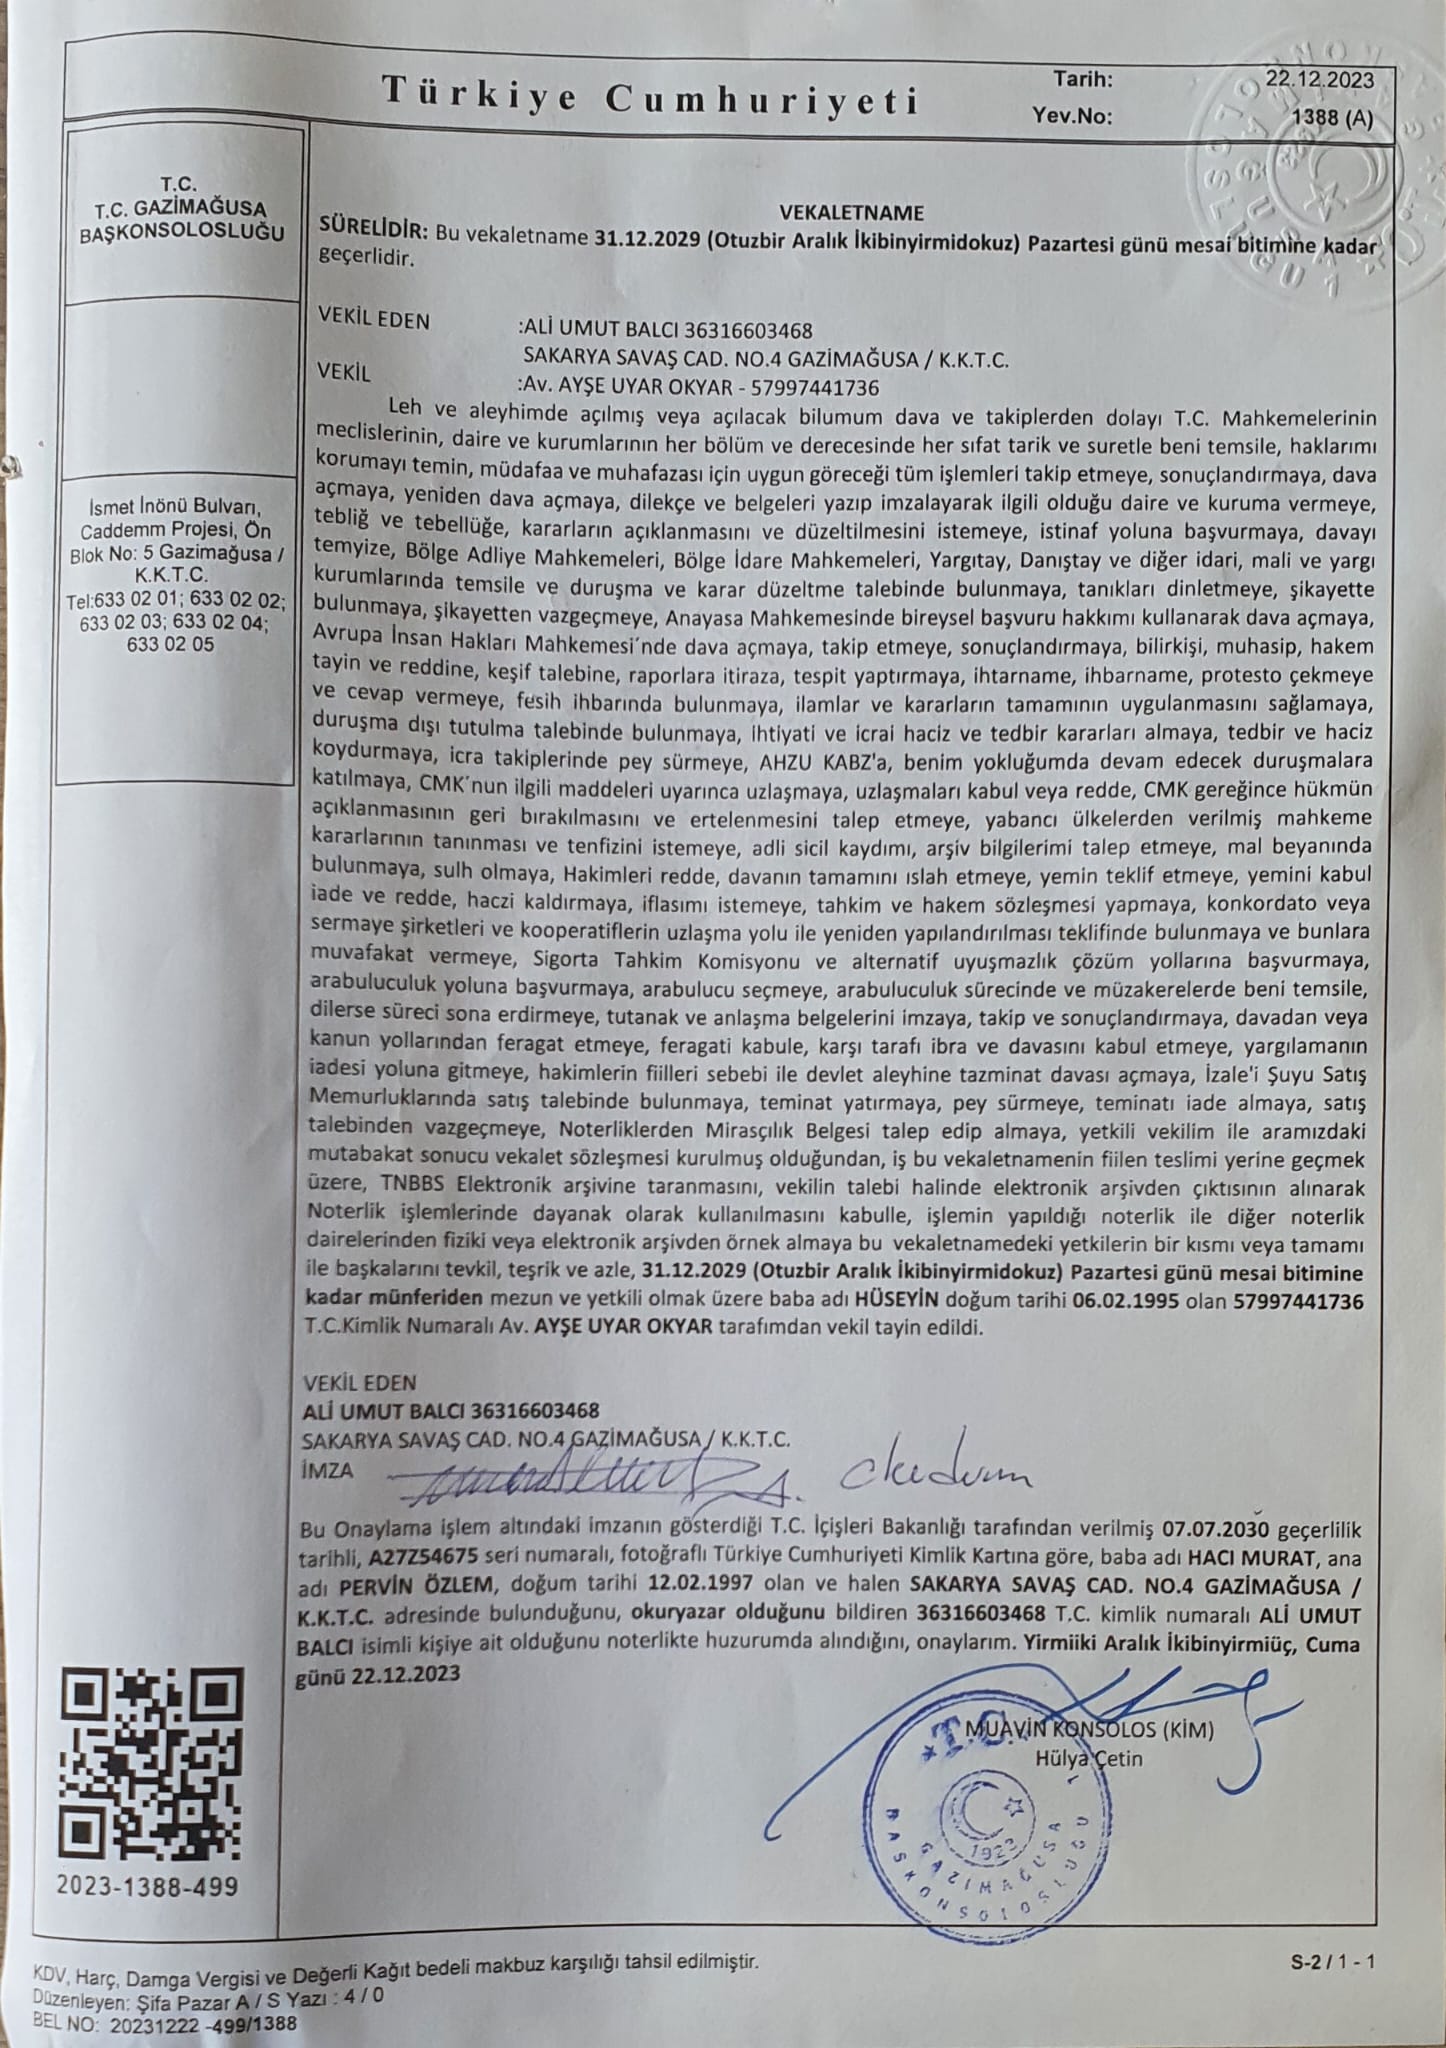 Türkiye Cumhuriyeti
Tarih: 22.12.2023
Yev.No: 1388 (A)
T.C.
T.C. GAZİMAĞUSA
BAŞKONSOLOSLUĞU
İsmet İnönü Bulvarı,
Caddemm Projesi, Ön
Blok No: 5 Gazimağusa /
K.K.T.C.
Tel:633 02 01; 633 02 02;
633 02 03; 633 02 04;
633 02 05
VEKALETNAME
SÜRELİDİR: Bu vekaletname 31.12.2029 (Otuzbir Aralık İkibinyirmidokuz) Pazartesi günü mesai bitimine kadar
geçerlidir.
VEKİL EDEN :ALİ UMUT BALCI 36316603468
SAKARYA SAVAŞ CAD. NO.4 GAZİMAĞUSA / K.K.T.C.
VEKİL :Av. AYŞE UYAR OKYAR - 57997441736
Leh ve aleyhimde açılmış veya açılacak bilumum dava ve takiplerden dolayı T.C. Mahkemelerinin
meclislerinin, daire ve kurumlarının her bölüm ve derecesinde her sıfat tarik ve suretle beni temsile, haklarımı
korumayı temin, müdafaa ve muhafazası için uygun göreceği tüm işlemleri takip etmeye, sonuçlandırmaya, dava
açmaya, yeniden dava açmaya, dilekçe ve belgeleri yazıp imzalayarak ilgili olduğu daire ve kuruma vermeye,
tebliğ ve tebellüğe, kararların açıklanmasını ve düzeltilmesini istemeye, istinaf yoluna başvurmaya, davayı
temyize, Bölge Adliye Mahkemeleri, Bölge İdare Mahkemeleri, Yargıtay, Danıştay ve diğer idari, mali ve yargı
kurumlarında temsile ve duruşma ve karar düzeltme talebinde bulunmaya, tanıkları dinletmeye, şikayette
bulunmaya, şikayetten vazgeçmeye, Anayasa Mahkemesinde bireysel başvuru hakkımı kullanarak dava açmaya,
Avrupa İnsan Hakları Mahkemesi´nde dava açmaya, takip etmeye, sonuçlandırmaya, bilirkişi, muhasip, hakem
tayin ve reddine, keşif talebine, raporlara itiraza, tespit yaptırmaya, ihtarname, ihbarname, protesto çekmeye
ve cevap vermeye, fesih ihbarında bulunmaya, ilamlar ve kararların tamamının uygulanmasını sağlamaya,
duruşma dışı tutulma talebinde bulunmaya, ihtiyati ve icrai haciz ve tedbir kararları almaya, tedbir ve haciz
koydurmaya, icra takiplerinde pey sürmeye, AHZU KABZ'a, benim yokluğumda devam edecek duruşmalara
katılmaya, CMK´nun ilgili maddeleri uyarınca uzlaşmaya, uzlaşmaları kabul veya redde, CMK gereğince hükmün
açıklanmasının geri bırakılmasını ve ertelenmesini talep etmeye, yabancı ülkelerden verilmiş mahkeme
kararlarının tanınması ve tenfizini istemeye, adli sicil kaydımı, arşiv bilgilerimi talep etmeye, mal beyanında
bulunmaya, sulh olmaya, Hakimleri redde, davanın tamamını ıslah etmeye, yemin teklif etmeye, yemini kabul
iade ve redde, haczi kaldırmaya, iflasımı istemeye, tahkim ve hakem sözleşmesi yapmaya, konkordato veya
sermaye şirketleri ve kooperatiflerin uzlaşma yolu ile yeniden yapılandırılması teklifinde bulunmaya ve bunlara
muvafakat vermeye, Sigorta Tahkim Komisyonu ve alternatif uyuşmazlık çözüm yollarına başvurmaya,
arabuluculuk yoluna başvurmaya, arabulucu seçmeye, arabuluculuk sürecinde ve müzakerelerde beni temsile,
dilerse süreci sona erdirmeye, tutanak ve anlaşma belgelerini imzaya, takip ve sonuçlandırmaya, davadan veya
kanun yollarından feragat etmeye, feragati kabule, karşı tarafı ibra ve davasını kabul etmeye, yargılamanın
iadesi yoluna gitmeye, hakimlerin fiilleri sebebi ile devlet aleyhine tazminat davası açmaya, İzale'i Şuyu Satış
Memurluklarında satış talebinde bulunmaya, teminat yatırmaya, pey sürmeye, teminatı iade almaya, satış
talebinden vazgeçmeye, Noterliklerden Mirasçılık Belgesi talep edip almaya, yetkili vekilim ile aramızdaki
mutabakat sonucu vekalet sözleşmesi kurulmuş olduğundan, iş bu vekaletnamenin fiilen teslimi yerine geçmek
üzere, TNBBS Elektronik arşivine taranmasını, vekilin talebi halinde elektronik arşivden çıktısının alınarak
Noterlik işlemlerinde dayanak olarak kullanılmasını kabulle, işlemin yapıldığı noterlik ile diğer noterlik
dairelerinden fiziki veya elektronik arşivden örnek almaya bu vekaletnamedeki yetkilerin bir kısmı veya tamamı
ile başkalarını tevkil, teşrik ve azle, 31.12.2029 (Otuzbir Aralık İkibinyirmidokuz) Pazartesi günü mesai bitimine
kadar münferiden mezun ve yetkili olmak üzere baba adı HÜSEYİN doğum tarihi 06.02.1995 olan 57997441736
T.C.Kimlik Numaralı Av. AYŞE UYAR OKYAR tarafımdan vekil tayin edildi.
VEKİL EDEN
ALİ UMUT BALCI 36316603468
SAKARYA SAVAŞ CAD. NO.4 GAZİMAĞUSA / K.K.T.C.
İMZA okudum
Bu Onaylama işlem altındaki imzanın gösterdiği T.C. İçişleri Bakanlığı tarafından verilmiş 07.07.2030 geçerlilik
tarihli, A27Z54675 seri numaralı, fotoğraflı Türkiye Cumhuriyeti Kimlik Kartına göre, baba adı HACI MURAT, ana
adı PERVİN ÖZLEM, doğum tarihi 12.02.1997 olan ve halen SAKARYA SAVAŞ CAD. NO.4 GAZİMAĞUSA /
K.K.T.C. adresinde bulunduğunu, okuryazar olduğunu bildiren 36316603468 T.C. kimlik numaralı ALİ UMUT
BALCI isimli kişiye ait olduğunu noterlikte huzurumda alındığını, onaylarım. Yirmiiki Aralık İkibinyirmiüç, Cuma
günü 22.12.2023
MUAVİN KONSOLOS (KİM)
Hülya Çetin
T.C.
1923
GAZİMAĞUSA
BAŞKONSOLOSLUĞU
2023-1388-499
KDV, Harç, Damga Vergisi ve Değerli Kağıt bedeli makbuz karşılığı tahsil edilmiştir.
S-2 / 1 - 1
Düzenleyen: Şifa Pazar A / S Yazı : 4 / 0
BEL NO: 20231222 -499/1388